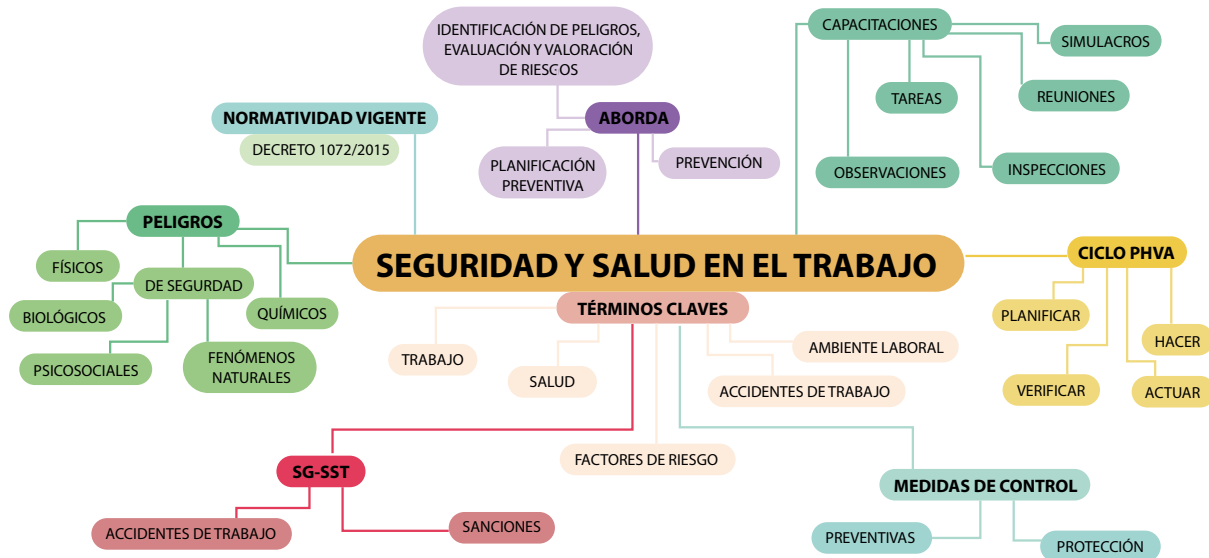 IDENTIFICACIÓN DE PELIGROS,
EVALUACIÓN Y VALORACIÓN
DE RIESGOS
CAPACITACIONES
SIMULACROS
TAREAS
REUNIONES
OBSERVACIONES
INSPECCIONES
NORMATIVIDAD VIGENTE
DECRETO 1072/2015
ABORDA
PLANIFICACIÓN
PREVENTIVA
PREVENCIÓN
PELIGROS
FÍSICOS
DE SEGURDAD
BIOLÓGICOS
QUÍMICOS
PSICOSOCIALES
FENÓMENOS
NATURALES
SEGURIDAD Y SALUD EN EL TRABAJO
CICLO PHVA
PLANIFICAR
HACER
VERIFICAR
ACTUAR
TÉRMINOS CLAVES
TRABAJO
SALUD
AMBIENTE LABORAL
ACCIDENTES DE TRABAJO
FACTORES DE RIESGO
SG-SST
ACCIDENTES DE TRABAJO
SANCIONES
MEDIDAS DE CONTROL
PREVENTIVAS
PROTECCIÓN